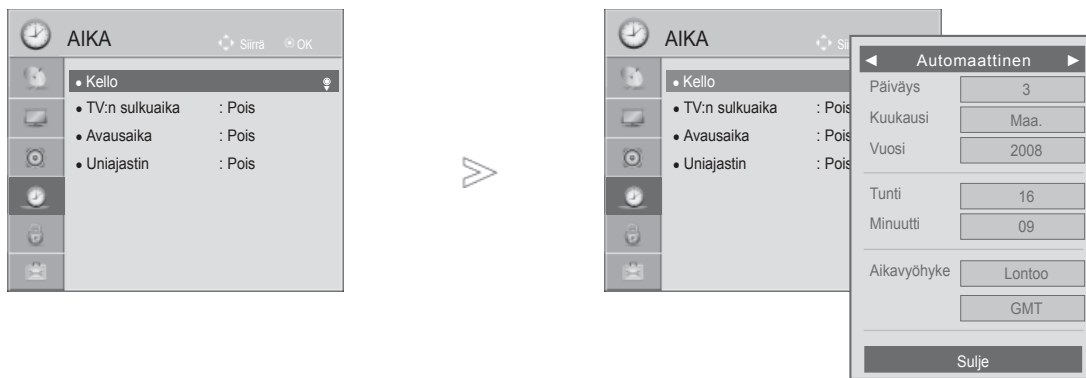 AIKA Siirrä OK
• Kello
• TV:n sulkuaika : Pois
• Avausaika : Pois
• Uniajastin : Pois
AIKA
• Kello
• TV:n sulkuaika : Pois
• Avausaika : Pois
• Uniajastin : Pois
◄ Automaattinen ►
Päiväys 3
Kuukausi Maa.
Vuosi 2008
Tunti 16
Minuutti 09
Aikavyöhyke Lontoo
GMT
Sulje